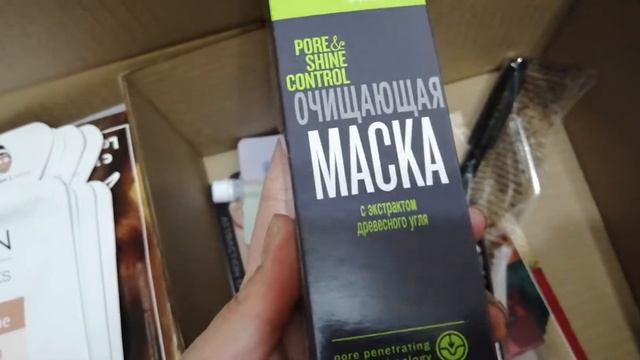 PORE &
SHINE
CONTROL
ОЧИЩАЮЩАЯ
МАСКА
с экстрактом
древесного угля
pore penetrating